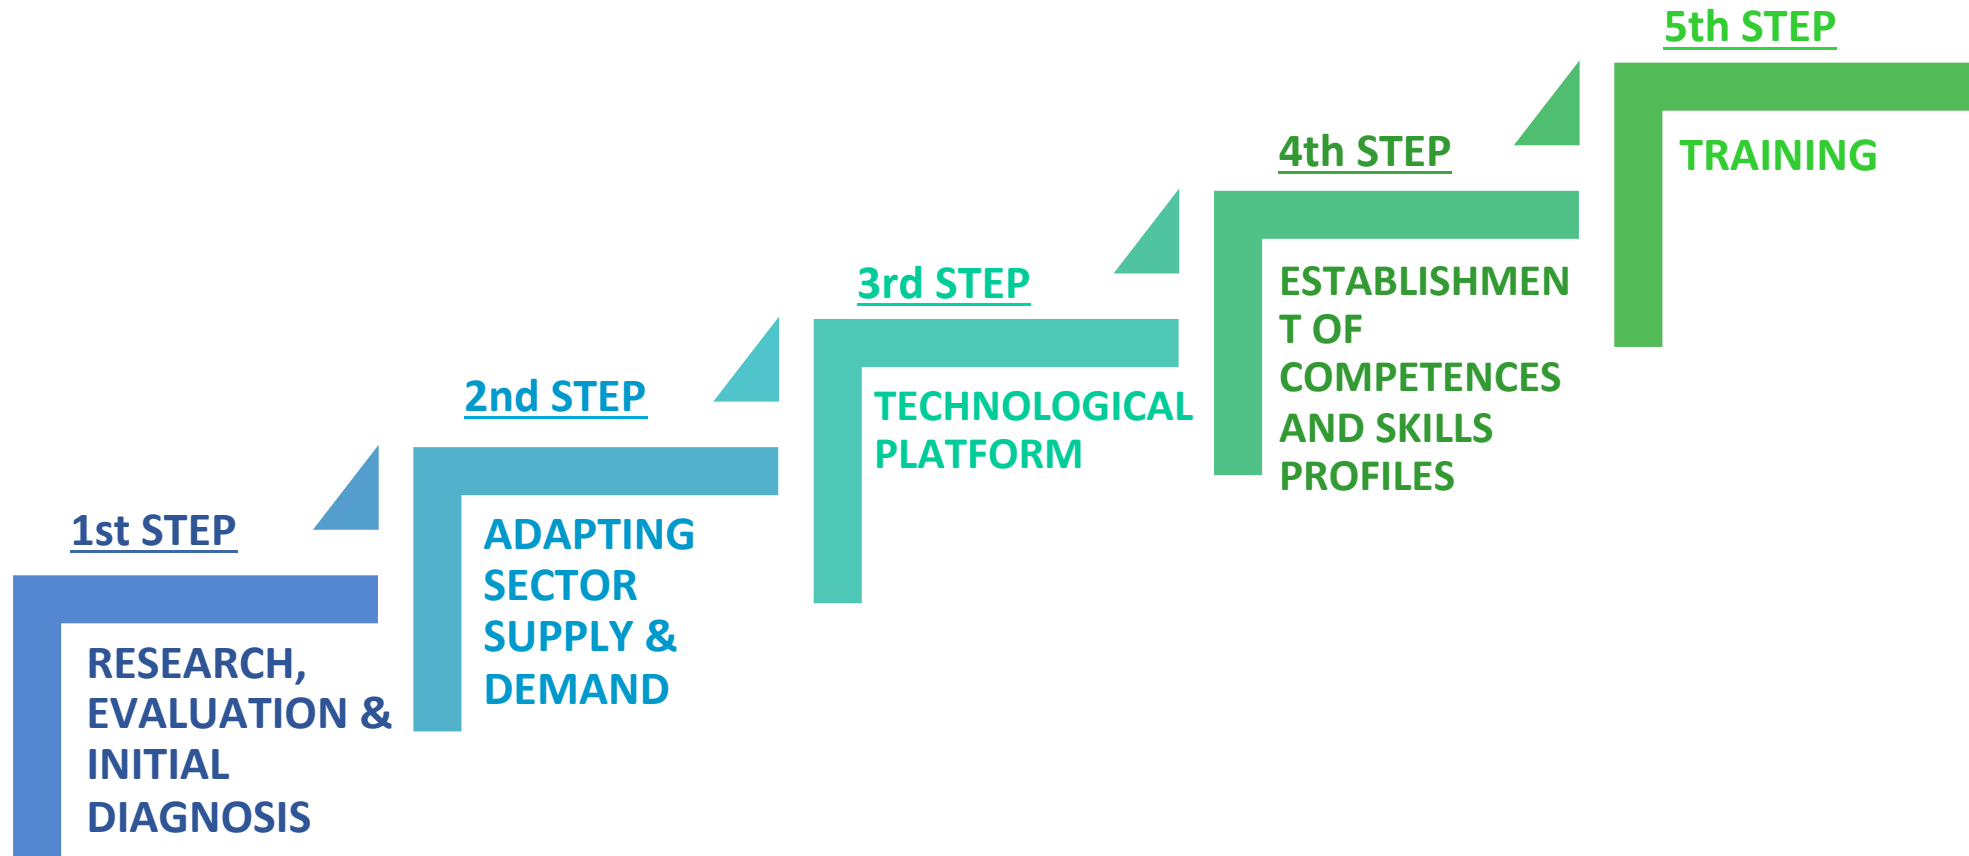 1st STEP
RESEARCH,
EVALUATION &
INITIAL
DIAGNOSIS
2nd STEP
ADAPTING
SECTOR
SUPPLY &
DEMAND
3rd STEP
TECHNOLOGICAL
PLATFORM
4th STEP
ESTABLISHMEN
T OF
COMPETENCES
AND SKILLS
PROFILES
5th STEP
TRAINING